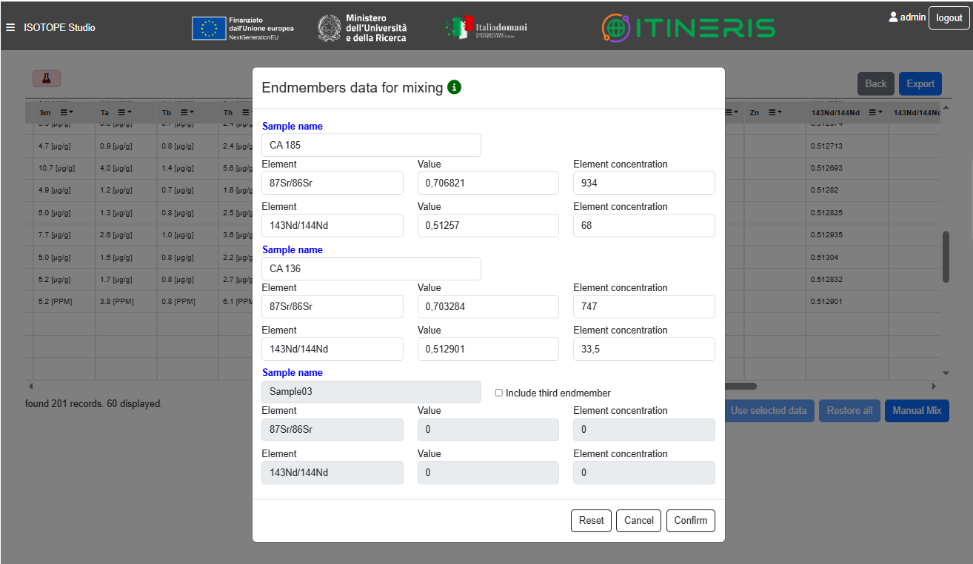 ISOTOPE Studio
Finanziato
dall'Unione europea
NextGenerationEU
Ministero
dell'Università
e della Ricerca
Italiadomani
ITINERIS
admin
logout
Back
Export
Endmembers data for mixing
Sm Ta Tb Th Zn 143Nd/144Nd 143Nd/144Nd
4.7 [µg/g] 0.9 [µg/g] 0.8 [µg/g] 2.4 [µg/g] 0.512713
10.7 [µg/g] 4.0 [µg/g] 1.4 [µg/g] 5.6 [µg/g] 0.512693
4.9 [µg/g] 1.2 [µg/g] 0.7 [µg/g] 1.6 [µg/g] 0.51282
5.0 [µg/g] 1.3 [µg/g] 0.8 [µg/g] 2.5 [µg/g] 0.512825
7.7 [µg/g] 2.6 [µg/g] 1.0 [µg/g] 3.6 [µg/g] 0.512935
5.0 [µg/g] 1.5 [µg/g] 0.8 [µg/g] 2.2 [µg/g] 0.51304
5.2 [µg/g] 1.7 [µg/g] 0.8 [µg/g] 2.7 [µg/g] 0.512832
5.2 [PPM] 3.8 [PPM] 0.8 [PPM] 6.1 [PPM 0.512901
Sample name
CA 185
Element Value Element concentration
87Sr/86Sr 0,706821 934
Element Value Element concentration
143Nd/144Nd 0,51257 68
Sample name
CA 136
Element Value Element concentration
87Sr/86Sr 0,703284 747
Element Value Element concentration
143Nd/144Nd 0,512901 33,5
Sample name
Sample03 Include third endmember
Element Value Element concentration
87Sr/86Sr 0 0
Element Value Element concentration
143Nd/144Nd 0 0
found 201 records. 60 displayed.
Use selected data
Restore all
Manual Mix
Reset
Cancel
Confirm